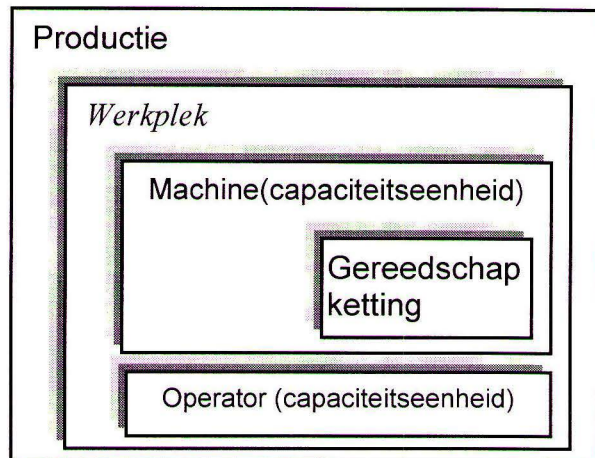 Productie
Werkplek
Machine(capaciteitseenheid)
Gereedschap
ketting
Operator (capaciteitseenheid)